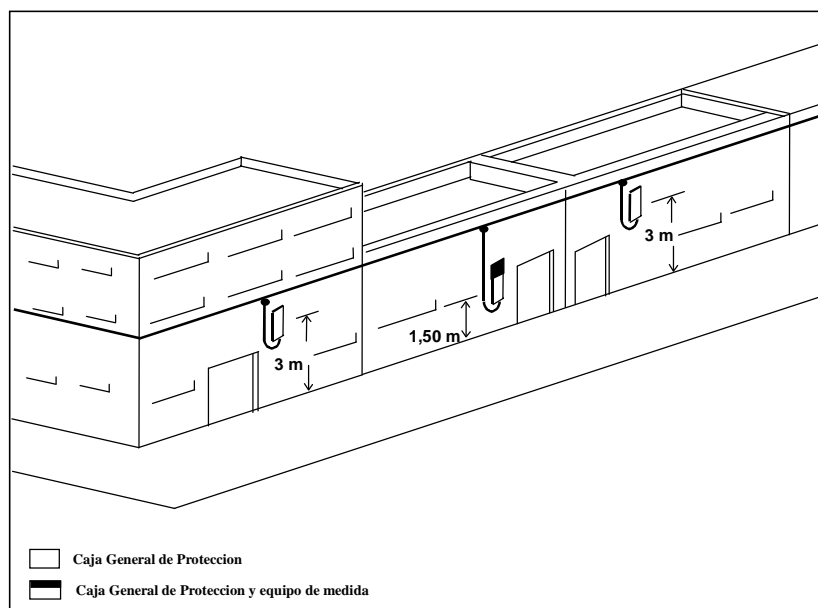 3 m
1,50 m
3 m
Caja General de Proteccion
Caja General de Proteccion y equipo de medida